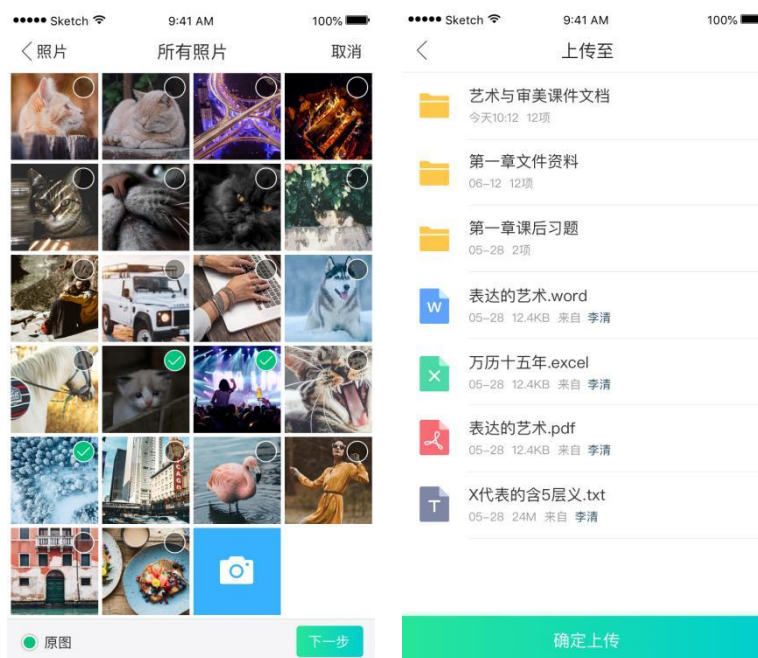 Sketch 9:41 AM 100%
照片 所有照片 取消
CHICAGO
原图 下一步
Sketch 9:41 AM 100%
上传至
艺术与审美课件文档
今天10:12 12项
第一章文件资料
06-12 12项
第一章课后习题
05-28 2项
W
表达的艺术.word
05-28 12.4KB 来自 李清
X
万历十五年.excel
05-28 12.4KB 来自 李清
表达的艺术.pdf
05-28 12.4KB 来自 李清
T
X代表的含5层义.txt
05-28 24M 来自 李清
确定上传